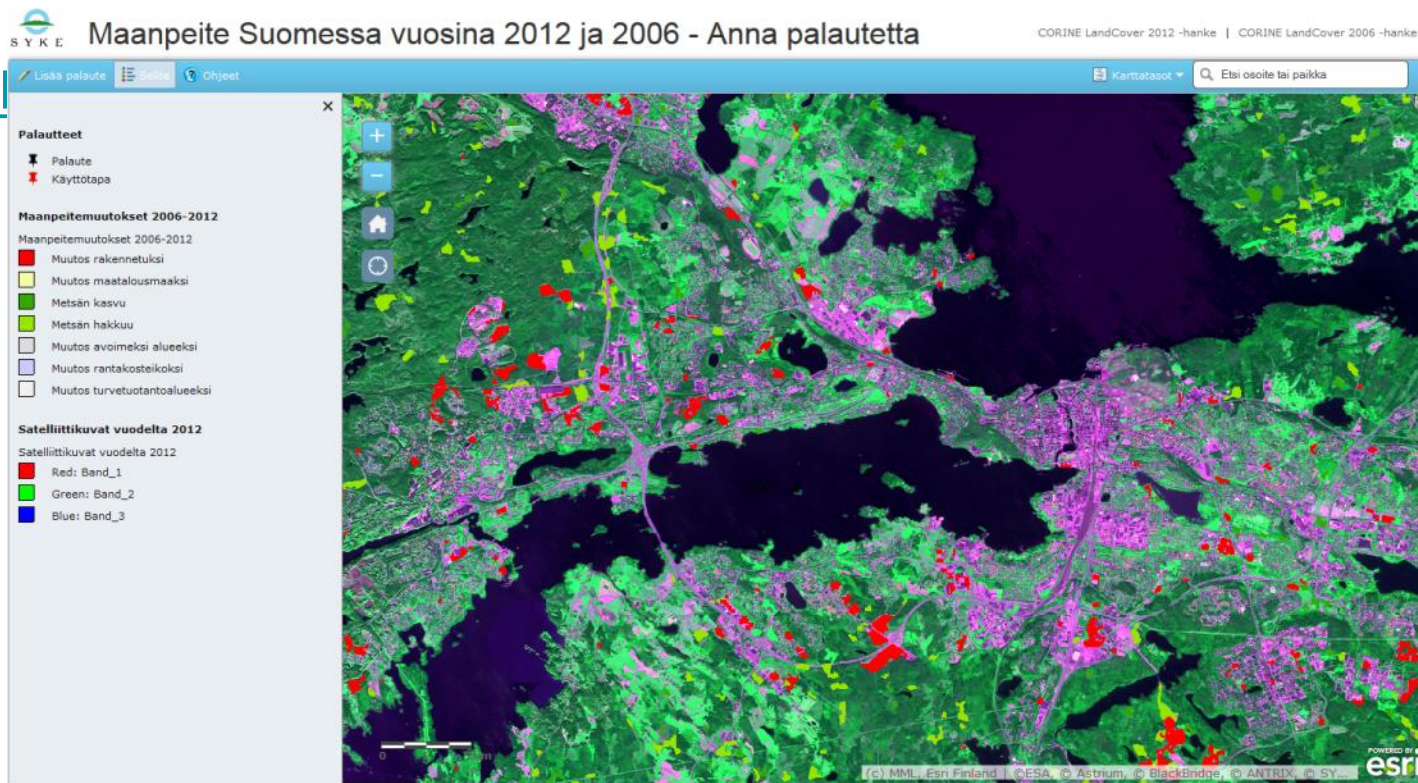 SYKE
Maanpeite Suomessa vuosina 2012 ja 2006 - Anna palautetta
CORINE LandCover 2012 -hanke | CORINE LandCover 2006 -hanke
Lisää palaute
Selite
Ohjeet
Karttatasot
Etsi osoite tai paikka
Palautteet
Palaute
Käyttötapa
Maanpeitemuutokset 2006-2012
Maanpeitemuutokset 2006-2012
Muutos rakennetuksi
Muutos maatalousmaaksi
Metsän kasvu
Metsän hakkuu
Muutos avoimeksi alueeksi
Muutos rantakosteikoksi
Muutos turvetuotantoalueeksi
Satelliittikuvat vuodelta 2012
Satelliittikuvat vuodelta 2012
Red: Band_1
Green: Band_2
Blue: Band_3
0
(c) MML, Esri Finland | ©ESA, © Astrium, © BlackBridge, © ANTRIX, © SY...
POWERED BY
esri